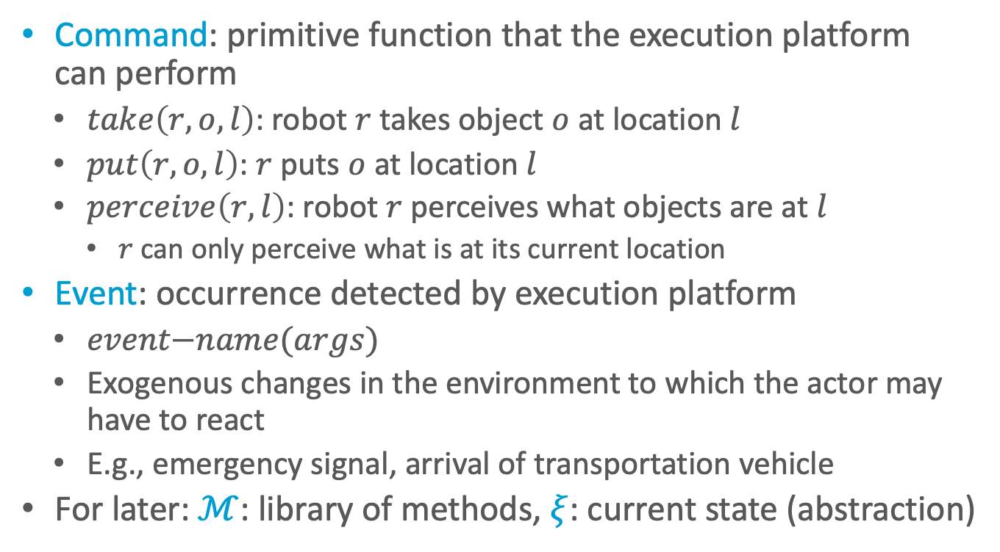 • Command: primitive function that the execution platform
can perform
• take(r, o, l): robot r takes object o at location l
• put(r, o, l): r puts o at location l
• perceive(r, l): robot r perceives what objects are at l
• r can only perceive what is at its current location
• Event: occurrence detected by execution platform
• event−name(args)
• Exogenous changes in the environment to which the actor may
have to react
• E.g., emergency signal, arrival of transportation vehicle
• For later: ℳ: library of methods, ξ: current state (abstraction)